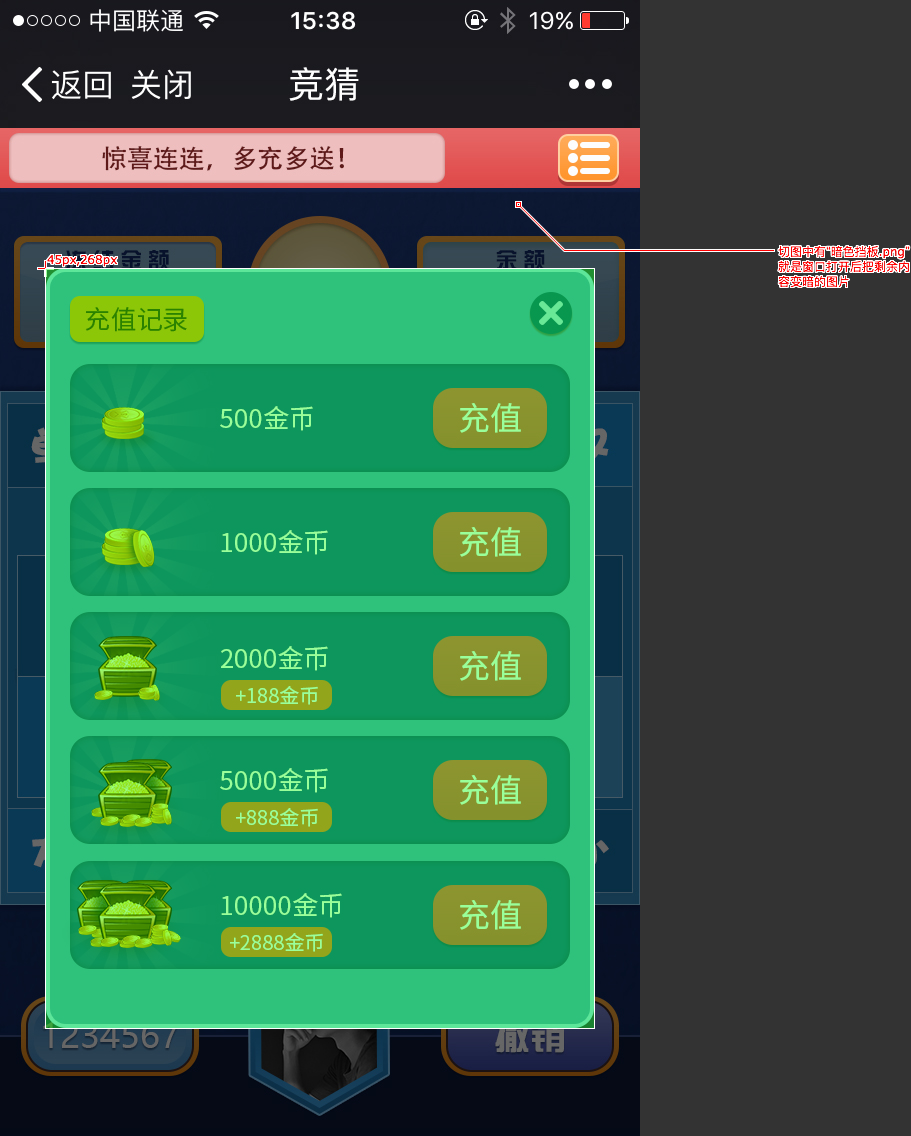 中国联通 15:38 19%
返回 关闭 竞猜
惊喜连连，多充多送！
余额
45px,268px
切图中有"暗色挡板.png"
就是窗口打开后把剩余内
容变暗的图片
充值记录
500金币 充值
1000金币 充值
2000金币 充值
+188金币
5000金币 充值
+888金币
10000金币 充值
+2888金币
1234567 撤销